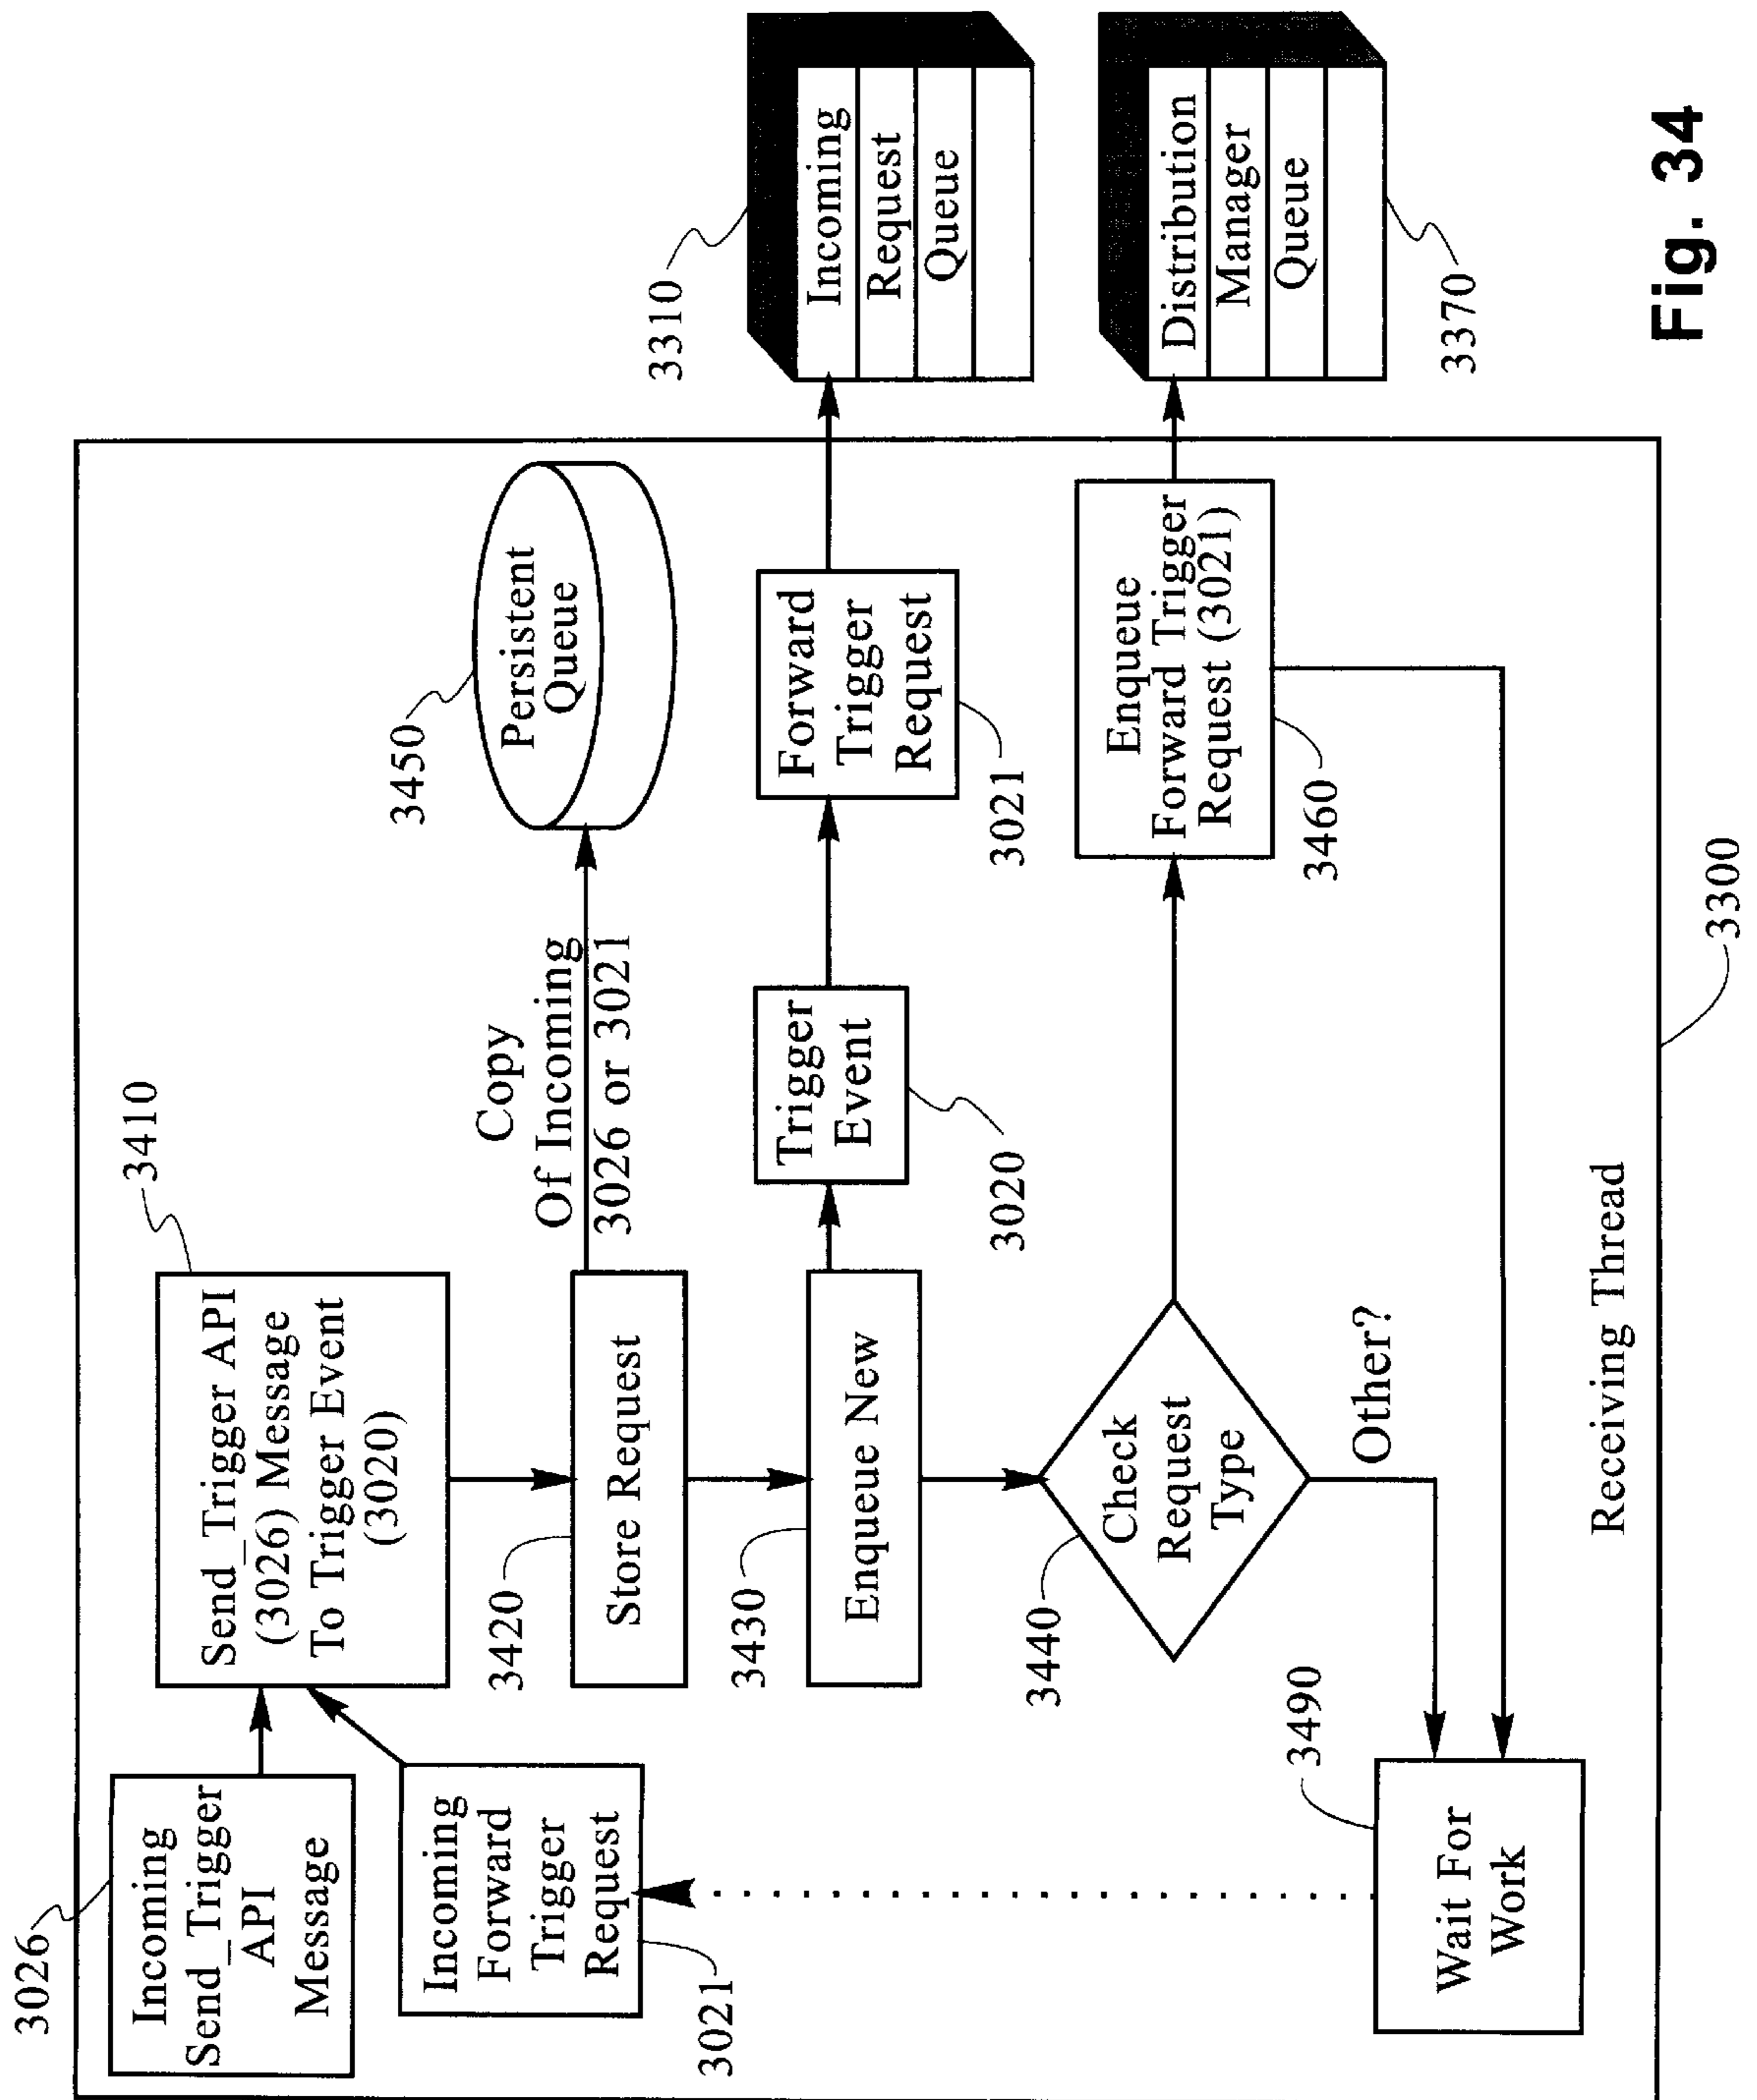 3026
Incoming
Send_Trigger
API
Message
Incoming
Forward
Trigger
Request
3021
3410
Send_Trigger API
(3026) Message
To Trigger Event
(3020)
3420
Store Request
Copy
Of Incoming
3026 or 3021
3450
Persistent
Queue
3430
Enqueue New
Trigger
Event
3020
Forward
Trigger
Request
3021
3310
Incoming
Request
Queue
3440
Check
Request
Type
Other?
Enqueue
Forward Trigger
Request (3021)
3460
Distribution
Manager
Queue
3370
3490
Wait For
Work
Receiving Thread
3300
Fig. 34